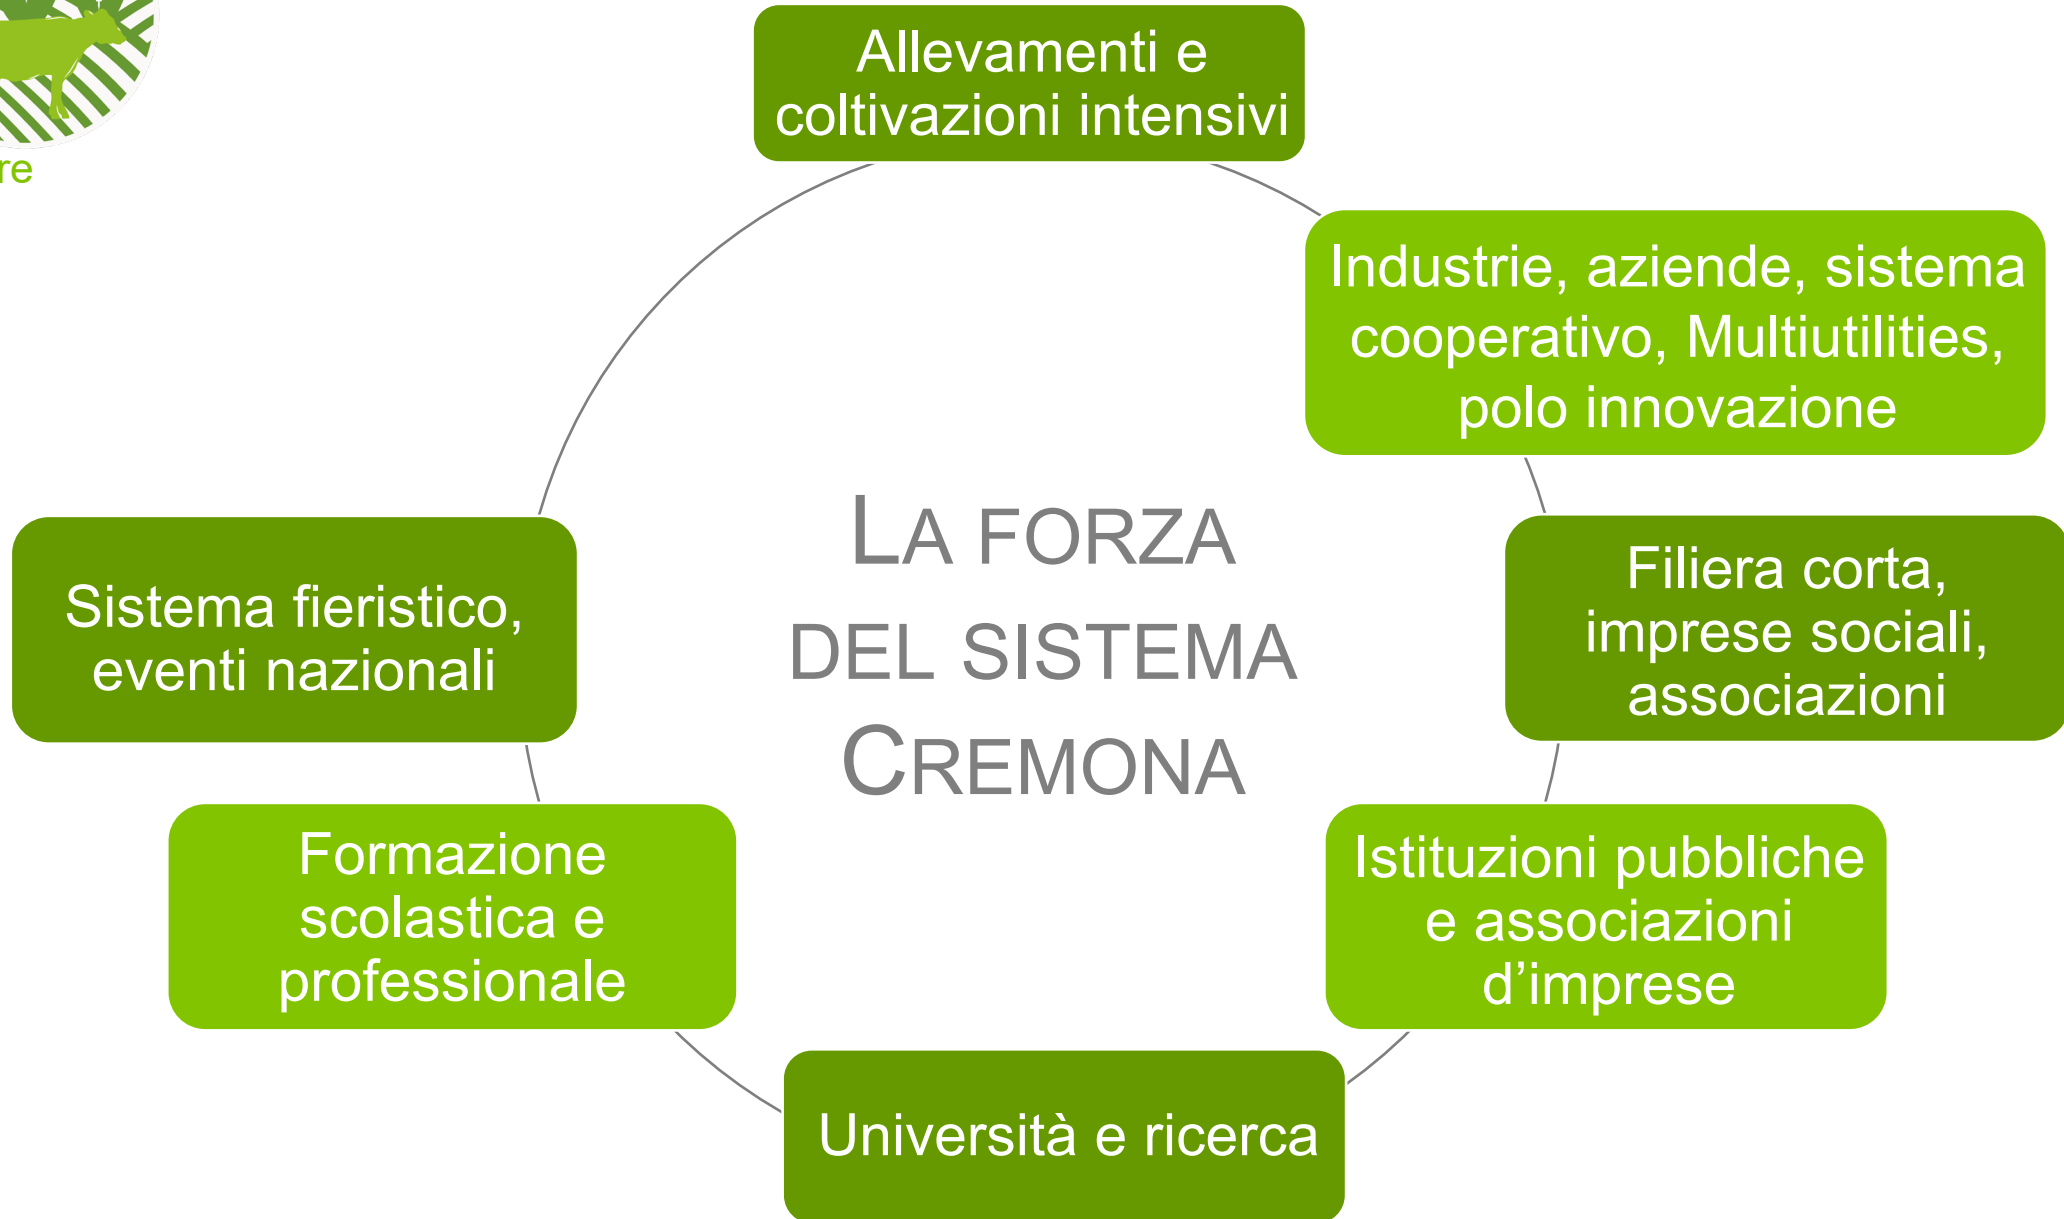 Allevamenti e
coltivazioni intensivi
re
Industrie, aziende, sistema
cooperativo, Multiutilities,
polo innovazione
LA FORZA
DEL SISTEMA
CREMONA
Sistema fieristico,
eventi nazionali
Filiera corta,
imprese sociali,
associazioni
Formazione
scolastica e
professionale
Istituzioni pubbliche
e associazioni
d’imprese
Università e ricerca